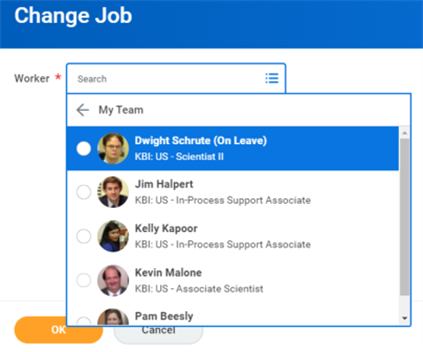 Change Job
Worker *
Search
My Team
Dwight Schrute (On Leave)
KBI: US - Scientist II
Jim Halpert
KBI: US - In-Process Support Associate
Kelly Kapoor
KBI: US - In-Process Support Associate
Kevin Malone
KBI: US - Associate Scientist
Pam Beesly
OK
Cancel